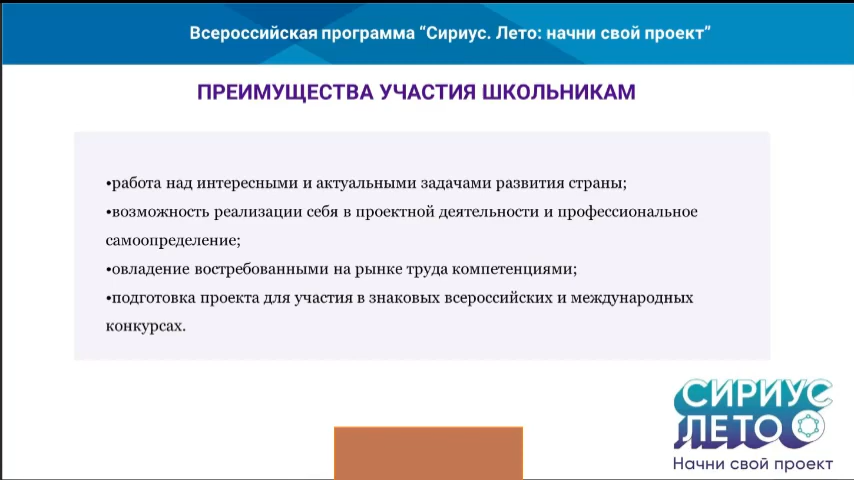 Всероссийская программа “Сириус. Лето: начни свой проект”
ПРЕИМУЩЕСТВА УЧАСТИЯ ШКОЛЬНИКАМ
•работа над интересными и актуальными задачами развития страны;
•возможность реализации себя в проектной деятельности и профессиональное
самоопределение;
•овладение востребованными на рынке труда компетенциями;
•подготовка проекта для участия в знаковых всероссийских и международных
конкурсах.
СИРИУС
ЛЕТО
Начни свой проект